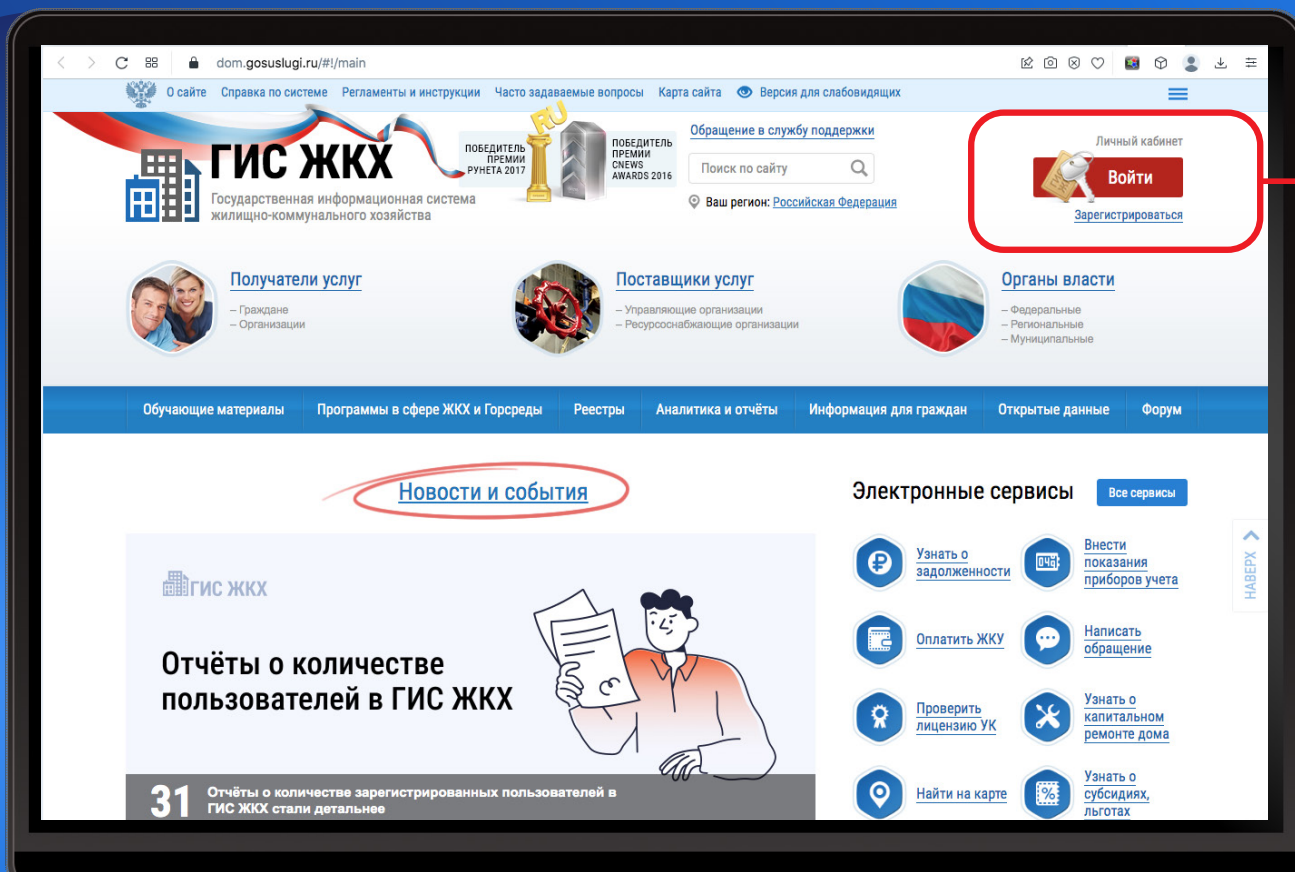 dom.gosuslugi.ru/#!/main
О сайте Справка по системе Регламенты и инструкции Часто задаваемые вопросы Карта сайта Версия для слабовидящих
ГИС ЖКХ
Государственная информационная система
жилищно-коммунального хозяйства
ПОБЕДИТЕЛЬ
ПРЕМИИ
РУНЕТА 2017
RU
ПОБЕДИТЕЛЬ
ПРЕМИИ
CNEWS
AWARDS 2016
Обращение в службу поддержки
Поиск по сайту
Ваш регион: Российская Федерация
Личный кабинет
Войти
Зарегистрироваться
Получатели услуг
– Граждане
– Организации
Поставщики услуг
– Управляющие организации
– Ресурсоснабжающие организации
Органы власти
– Федеральные
– Региональные
– Муниципальные
Обучающие материалы Программы в сфере ЖКХ и Горсреды Реестры Аналитика и отчёты Информация для граждан Открытые данные Форум
Новости и события
ГИС ЖКХ
Отчёты о количестве
пользователей в ГИС ЖКХ
31
Отчёты о количестве зарегистрированных пользователей в
ГИС ЖКХ стали детальнее
Электронные сервисы
Все сервисы
Узнать о
задолженности
Внести
показания
приборов учета
Оплатить ЖКУ
Написать
обращение
Проверить
лицензию УК
Узнать о
капитальном
ремонте дома
Найти на карте
Узнать о
субсидиях,
льготах
НАВЕРХ